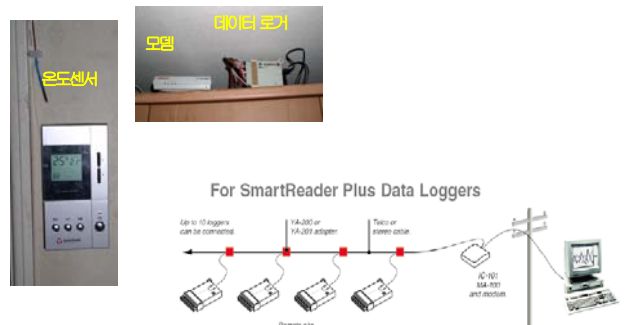 데이터 로거
모뎀
온도센서
For SmartReader Plus Data Loggers
Up to 10 loggers
can be connected.
YA-200 or
YA-201 adapter.
Telco or
stereo cable.
IC-101
MA-100
and modem.
Remote site